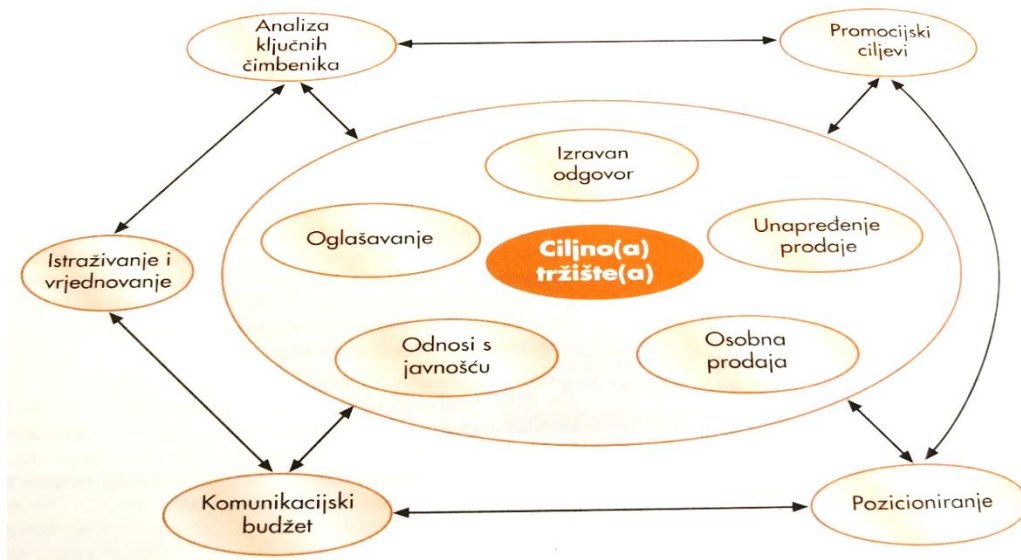 Analiza
ključnih
čimbenika
Promocijski
ciljevi
Izravan
odgovor
Oglašavanje
Unapređenje
prodaje
Ciljno(a)
tržište(a)
Istraživanje i
vrjednovanje
Odnosi s
javnošću
Osobna
prodaja
Komunikacijski
budžet
Pozicioniranje